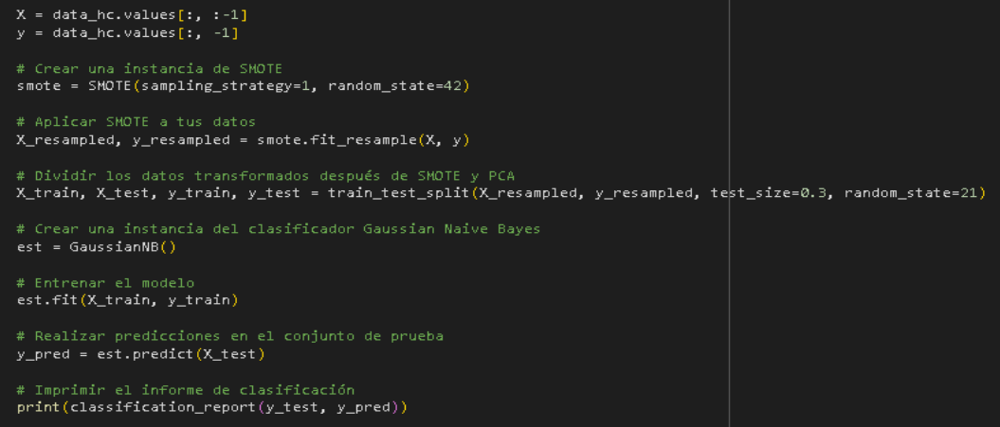 X = data_hc.values[:, :-1]
y = data_hc.values[:, -1]
# Crear una instancia de SMOTE
smote = SMOTE(sampling_strategy=1, random_state=42)
# Aplicar SMOTE a tus datos
X_resampled, y_resampled = smote.fit_resample(X, y)
# Dividir los datos transformados después de SMOTE y PCA
X_train, X_test, y_train, y_test = train_test_split(X_resampled, y_resampled, test_size=0.3, random_state=21)
# Crear una instancia del clasificador Gaussian Naive Bayes
est = GaussianNB()
# Entrenar el modelo
est.fit(X_train, y_train)
# Realizar predicciones en el conjunto de prueba
y_pred = est.predict(X_test)
# Imprimir el informe de clasificación
print(classification_report(y_test, y_pred))